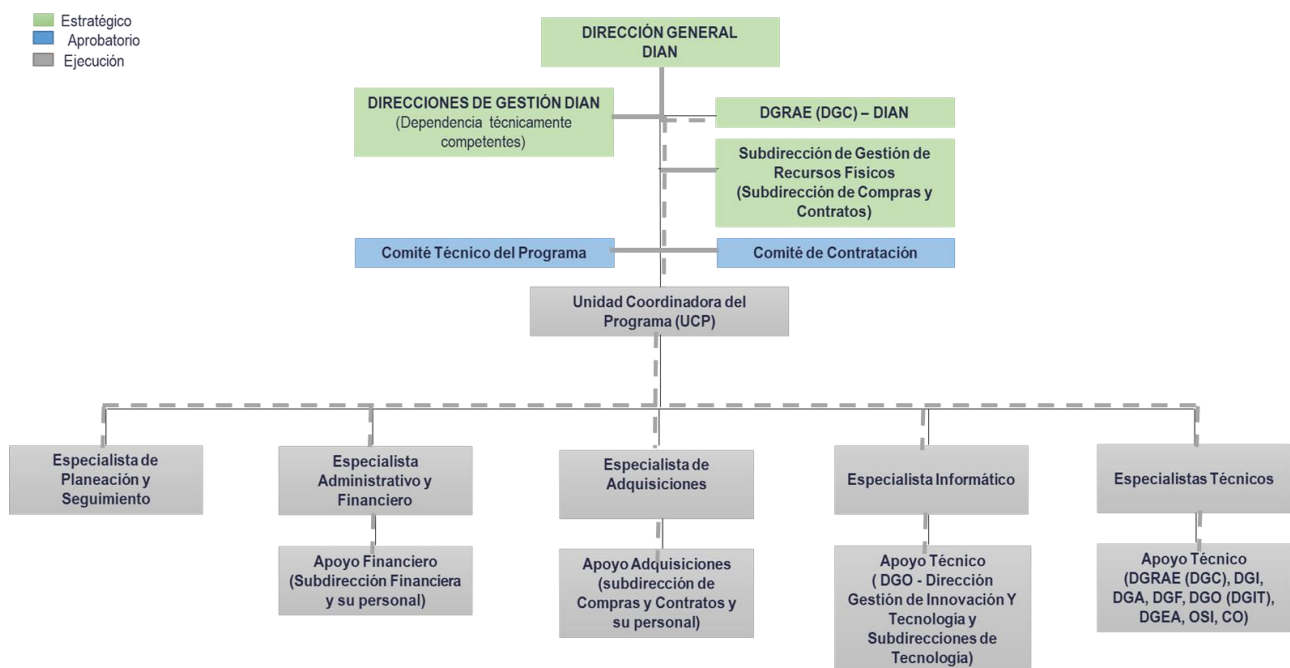 Estratégico
Aprobatorio
Ejecución
DIRECCIÓN GENERAL
DIAN
DIRECCIONES DE GESTIÓN DIAN
(Dependencia técnicamente
competentes)
DGRAE (DGC) – DIAN
Subdirección de Gestión de
Recursos Físicos
(Subdirección de Compras y
Contratos)
Comité Técnico del Programa
Comité de Contratación
Unidad Coordinadora del
Programa (UCP)
Especialista de
Planeación y
Seguimiento
Especialista
Administrativo y
Financiero
Especialista de
Adquisiciones
Especialista Informático
Especialistas Técnicos
Apoyo Financiero
(Subdirección Financiera
y su personal)
Apoyo Adquisiciones
(subdirección de
Compras y Contratos y
su personal)
Apoyo Técnico
( DGO - Dirección
Gestión de Innovación Y
Tecnología y
Subdirecciones de
Tecnología)
Apoyo Técnico
(DGRAE (DGC), DGI,
DGA, DGF, DGO (DGIT),
DGEA, OSI, CO)